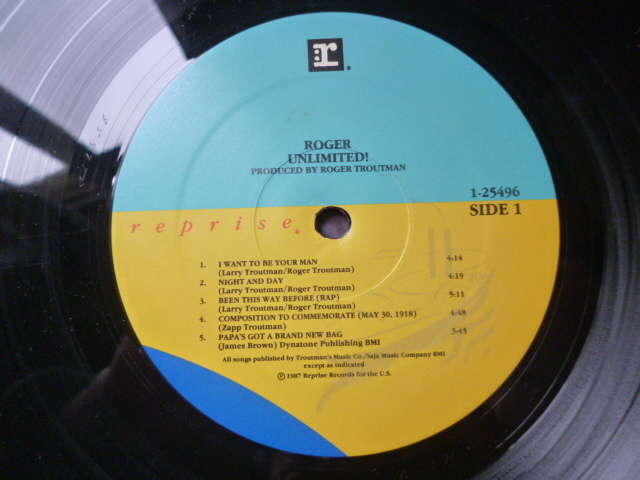 r.
ROGER
UNLIMITED!
PRODUCED BY ROGER TROUTMAN
1-25496
SIDE 1
reprise.
1. I WANT TO BE YOUR MAN 4:14
(Larry Troutman/Roger Troutman)
2. NIGHT AND DAY 4:19
(Larry Troutman/Roger Troutman)
3. BEEN THIS WAY BEFORE (RAP) 5:11
(Larry Troutman/Roger Troutman)
4. COMPOSITION TO COMMEMORATE (MAY 30, 1918) 4:48
(Zapp Troutman)
5. PAPA'S GOT A BRAND NEW BAG 3:45
(James Brown) Dynatone Publishing BMI
All songs published by Troutman's Music Co./Saja Music Company BMI
except as indicated
℗ 1987 Reprise Records for the U.S.